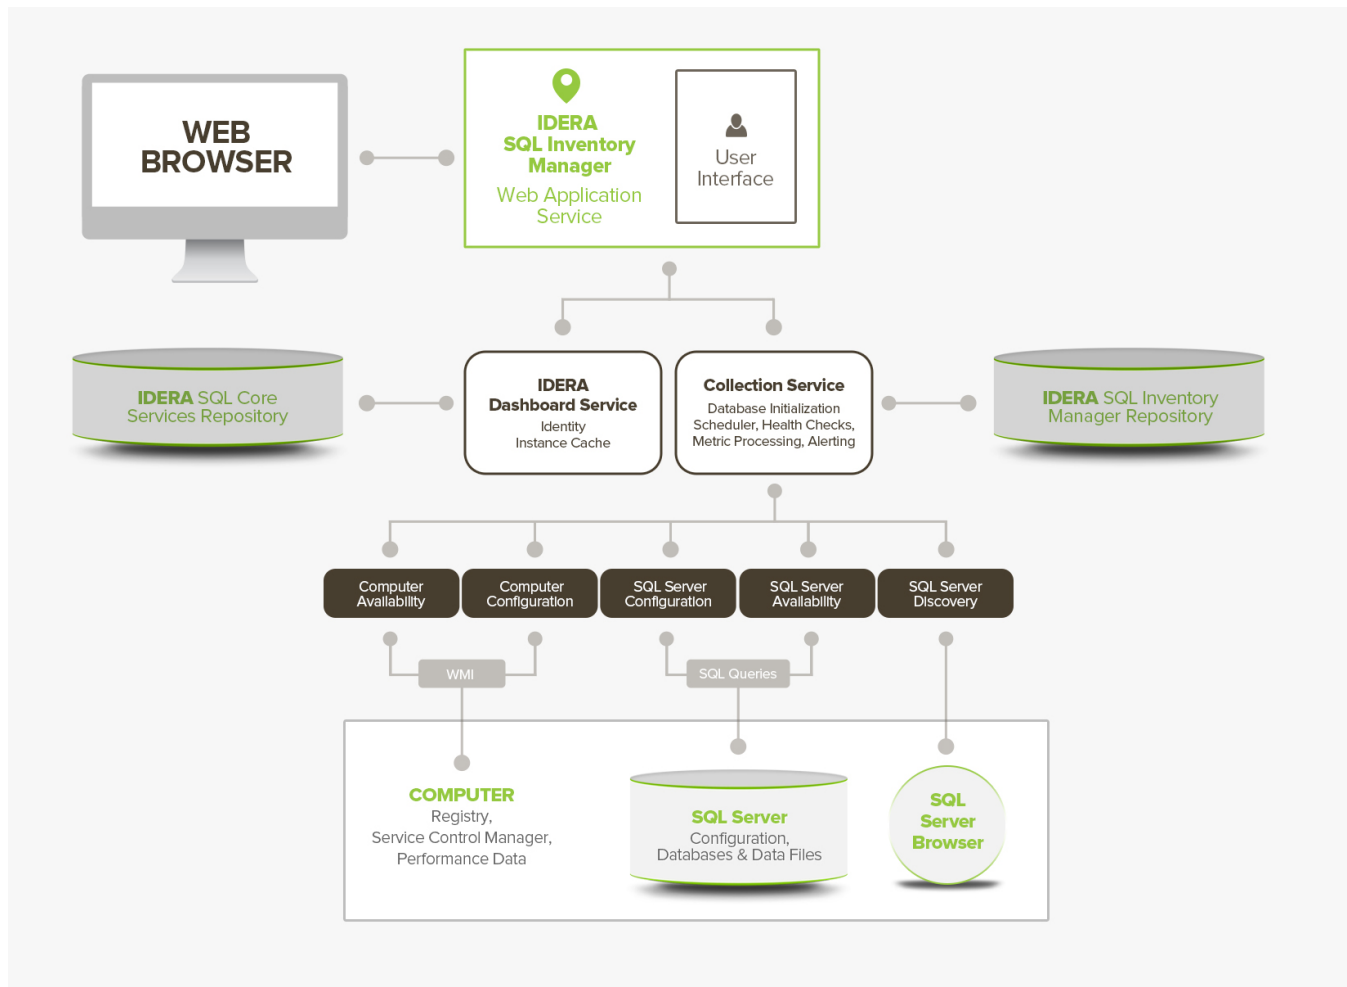 WEB
BROWSER
IDERA
SQL Inventory
Manager
Web Application
Service
User
Interface
IDERA SQL Core
Services Repository
IDERA
Dashboard Service
Identity
Instance Cache
Collection Service
Database Initialization
Scheduler, Health Checks,
Metric Processing, Alerting
IDERA SQL Inventory
Manager Repository
Computer
Availability
Computer
Configuration
SQL Server
Configuration
SQL Server
Availability
SQL Server
Discovery
WMI
SQL Queries
COMPUTER
Registry,
Service Control Manager,
Performance Data
SQL Server
Configuration,
Databases & Data Files
SQL
Server
Browser